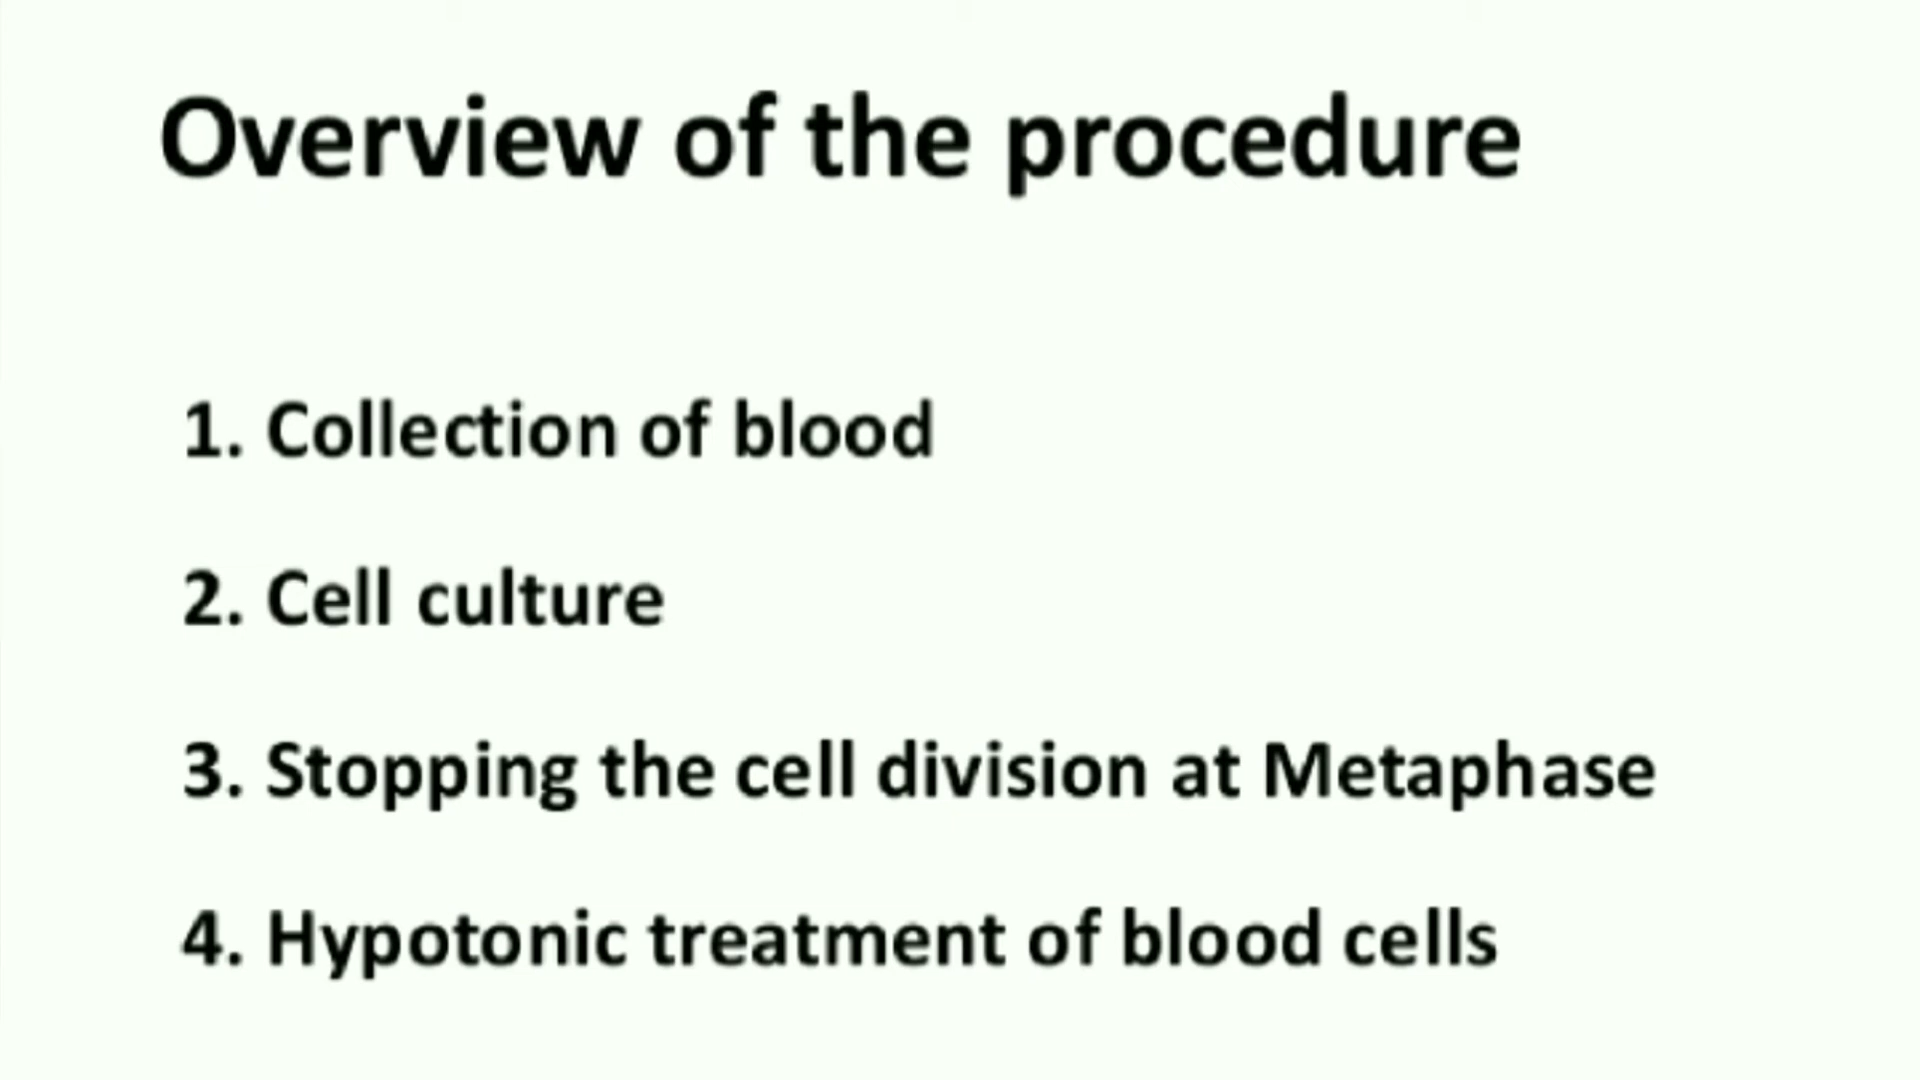 Overview of the procedure
1. Collection of blood
2. Cell culture
3. Stopping the cell division at Metaphase
4. Hypotonic treatment of blood cells